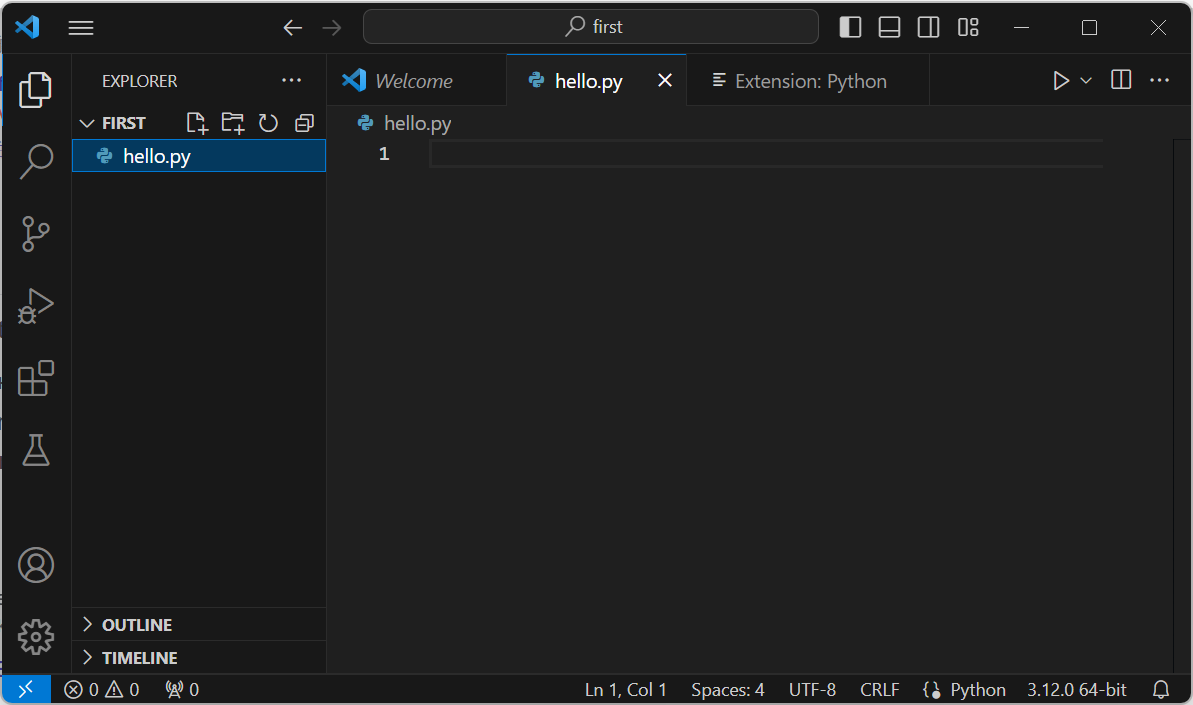 first
EXPLORER
Welcome
hello.py
Extension: Python
FIRST
hello.py
hello.py
1
OUTLINE
TIMELINE
0 0 0 Ln 1, Col 1 Spaces: 4 UTF-8 CRLF Python 3.12.0 64-bit